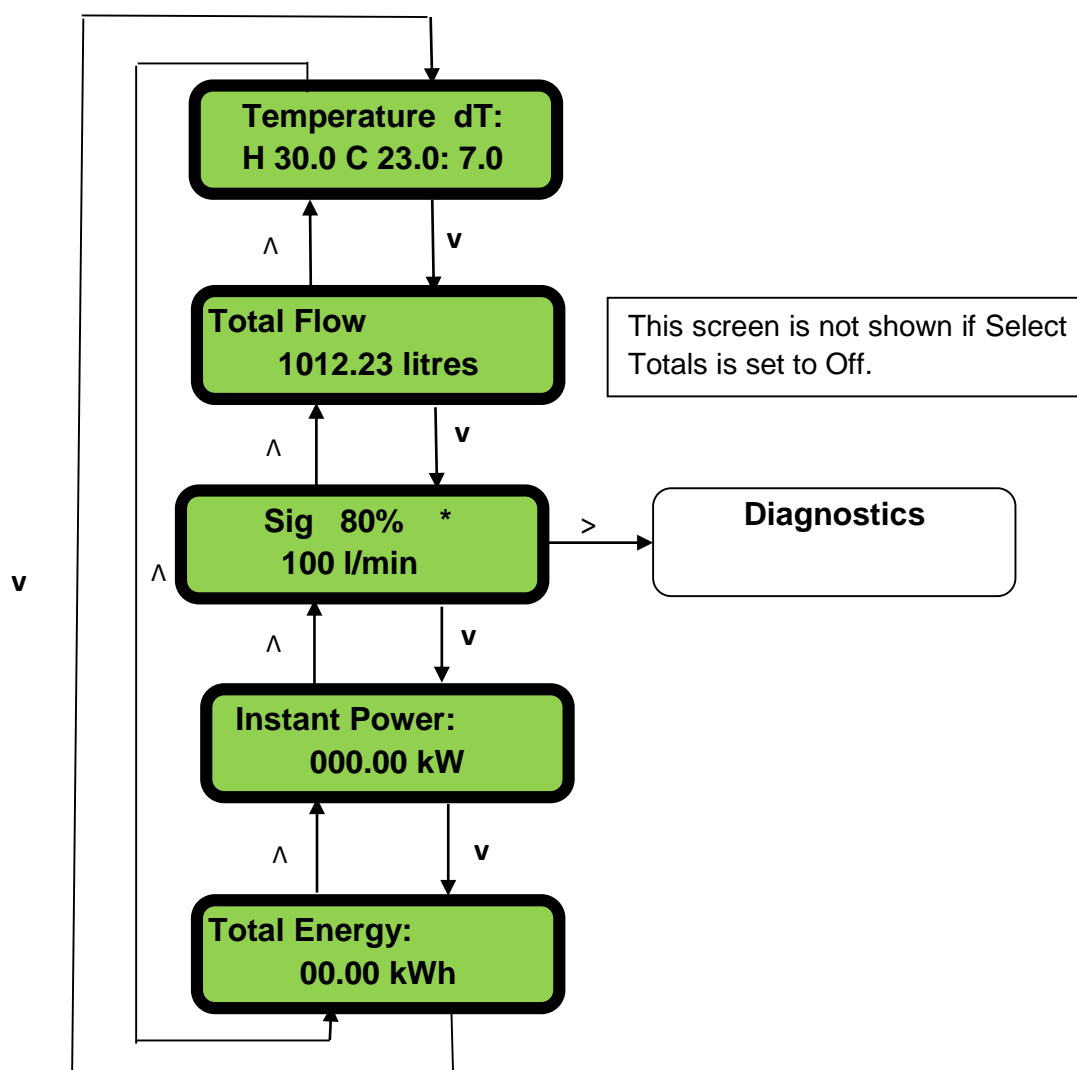 Temperature dT:
H 30.0 C 23.0: 7.0
Λ
v
Total Flow
1012.23 litres
This screen is not shown if Select
Totals is set to Off.
Λ
v
Sig 80% *
100 l/min
>
Diagnostics
v
Λ
Λ
v
Instant Power:
000.00 kW
Λ
v
Total Energy:
00.00 kWh